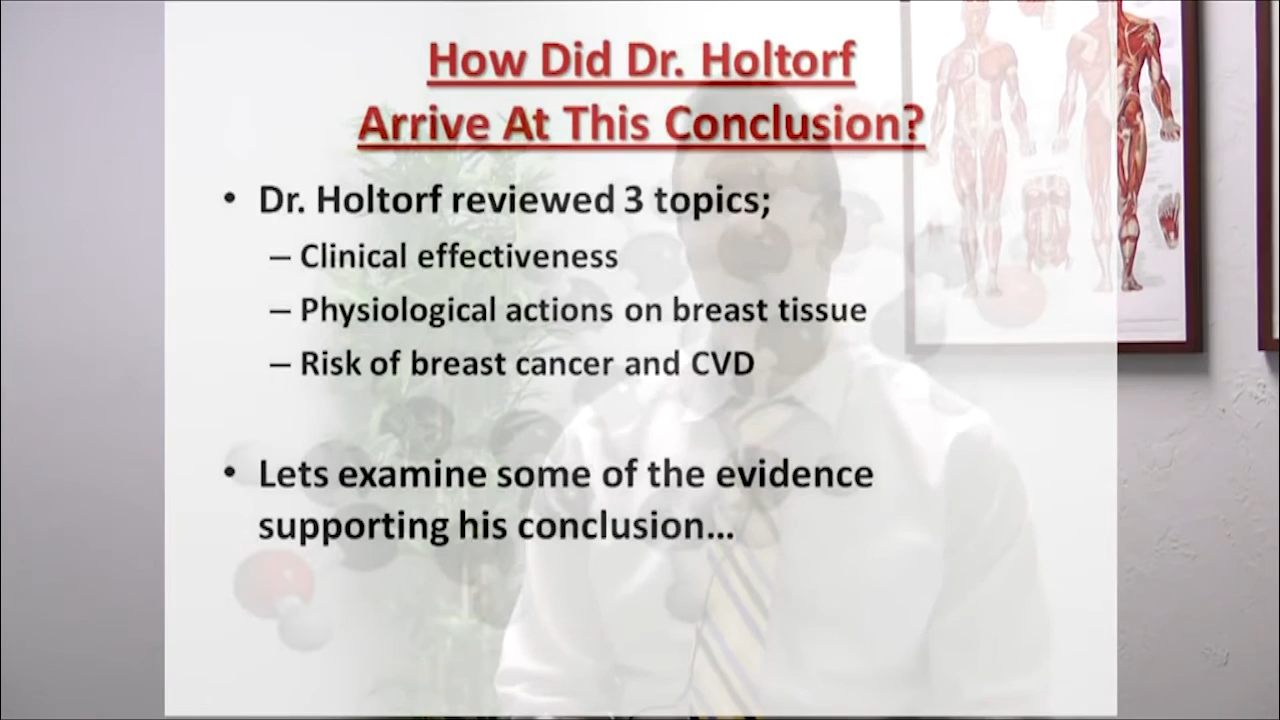 How Did Dr. Holtorf
Arrive At This Conclusion?
• Dr. Holtorf reviewed 3 topics;
– Clinical effectiveness
– Physiological actions on breast tissue
– Risk of breast cancer and CVD
• Lets examine some of the evidence
supporting his conclusion...